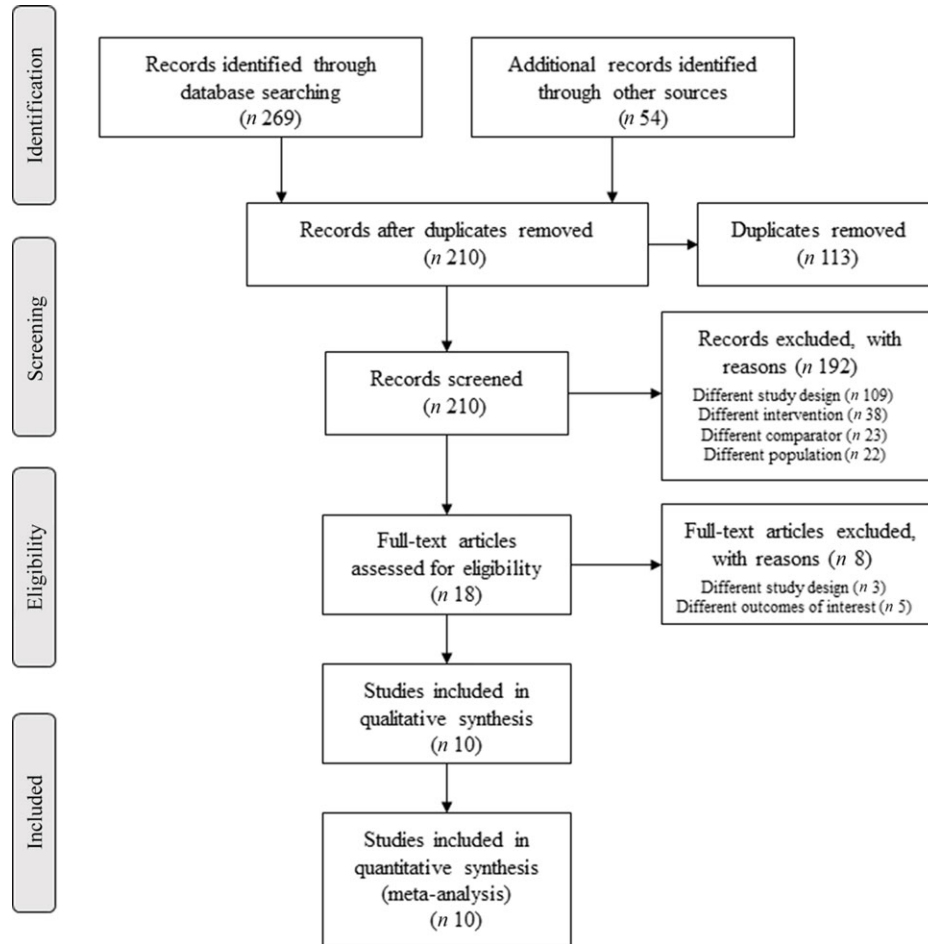 Identification
Records identified through
database searching
(n 269)
Additional records identified
through other sources
(n 54)
Records after duplicates removed
(n 210)
Duplicates removed
(n 113)
Screening
Records screened
(n 210)
Records excluded, with
reasons (n 192)
Different study design (n 109)
Different intervention (n 38)
Different comparator (n 23)
Different population (n 22)
Eligibility
Full-text articles
assessed for eligibility
(n 18)
Full-text articles excluded,
with reasons (n 8)
Different study design (n 3)
Different outcomes of interest (n 5)
Studies included in
qualitative synthesis
(n 10)
Included
Studies included in
quantitative synthesis
(meta-analysis)
(n 10)